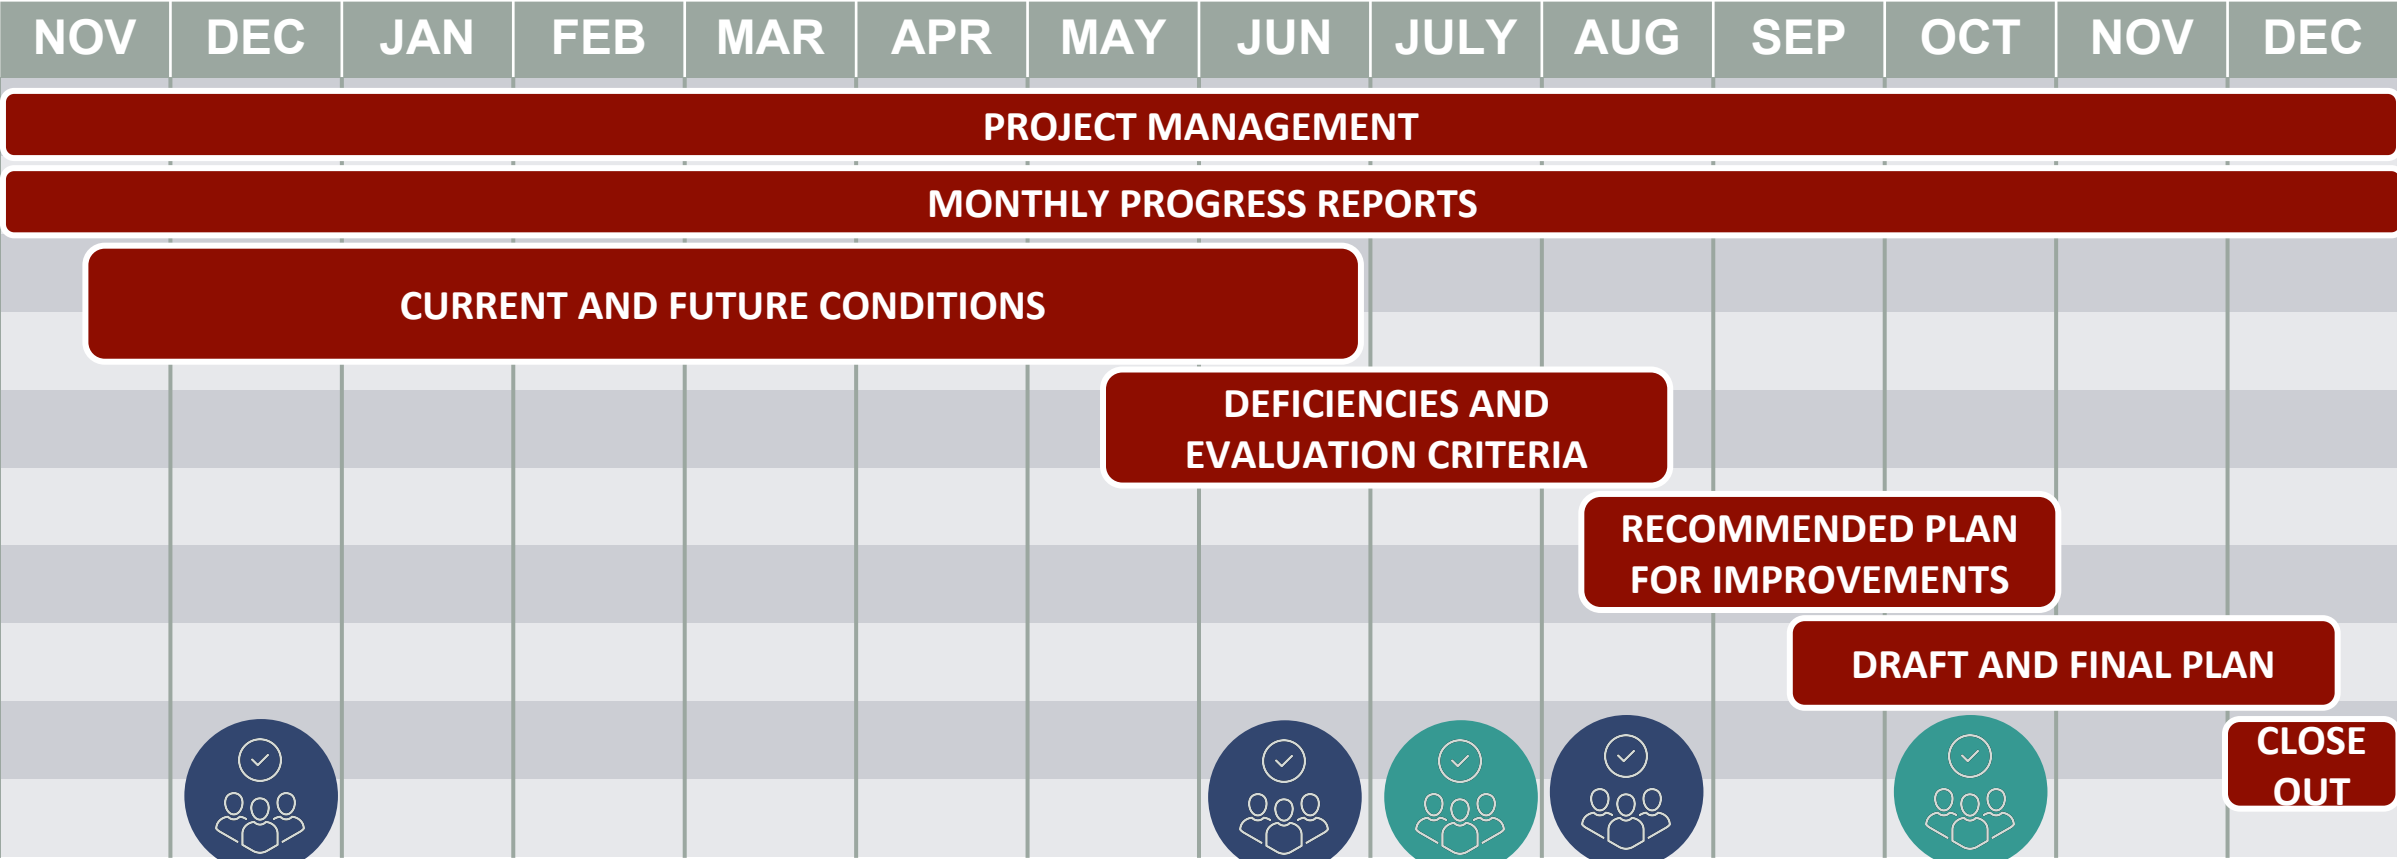 NOV DEC JAN FEB MAR APR MAY JUN JULY AUG SEP OCT NOV DEC
PROJECT MANAGEMENT
MONTHLY PROGRESS REPORTS
CURRENT AND FUTURE CONDITIONS
DEFICIENCIES AND
EVALUATION CRITERIA
RECOMMENDED PLAN
FOR IMPROVEMENTS
DRAFT AND FINAL PLAN
CLOSE
OUT